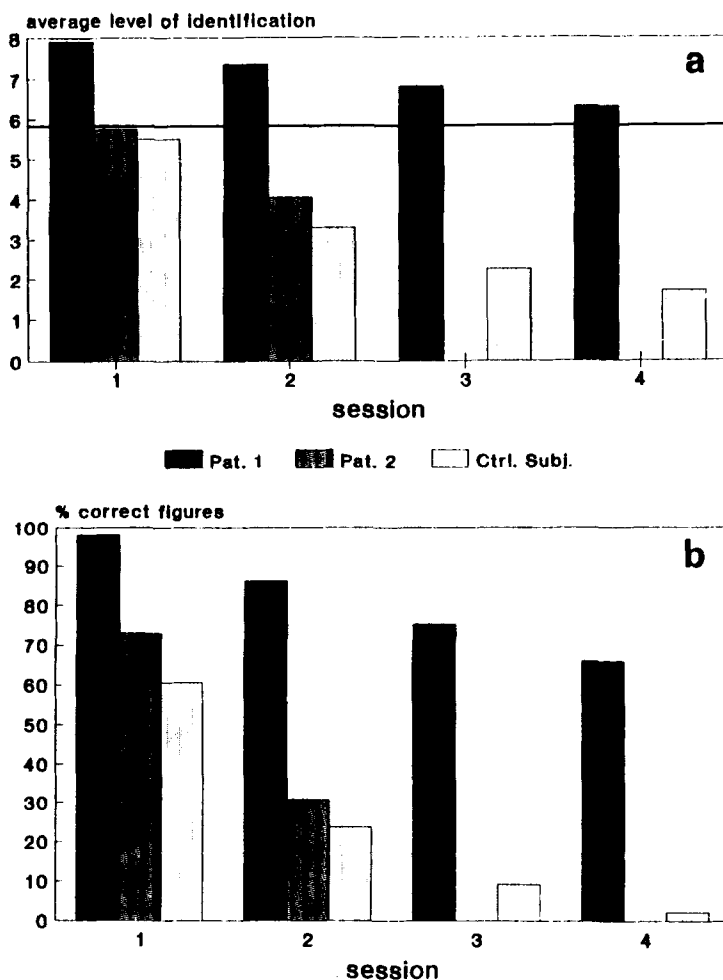 average level of identification
a
8
7
6
5
4
3
2
1
0
1 2 3 4
session
Pat. 1 Pat. 2 Ctrl. Subj.
% correct figures
b
100
90
80
70
60
50
40
30
20
10
0
1 2 3 4
session